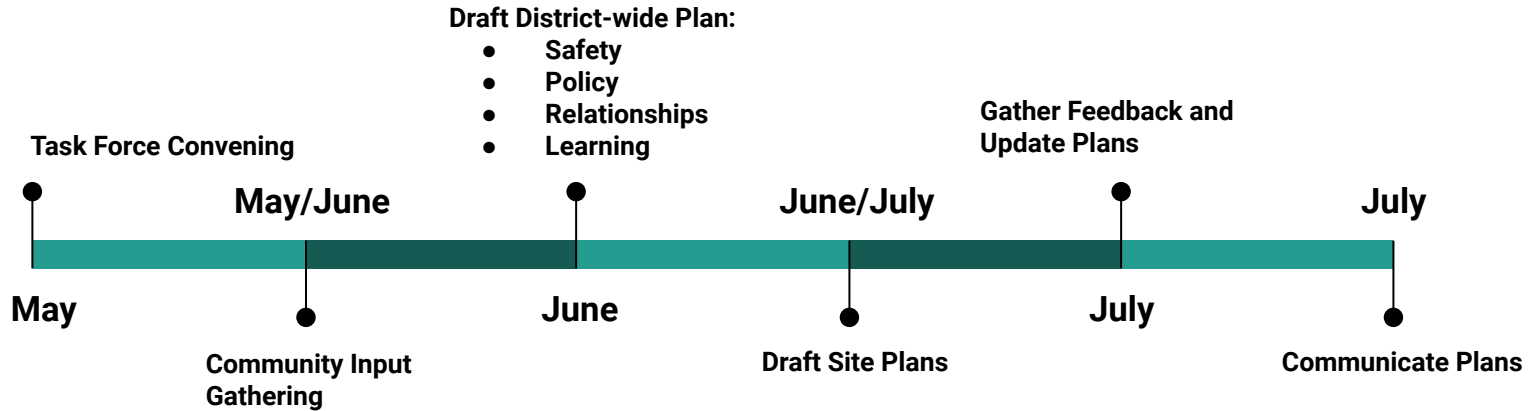 Draft District-wide Plan:
● Safety
● Policy
● Relationships
● Learning
Task Force Convening
Gather Feedback and
Update Plans
May/June
June/July
July
May
June
July
Community Input
Gathering
Draft Site Plans
Communicate Plans